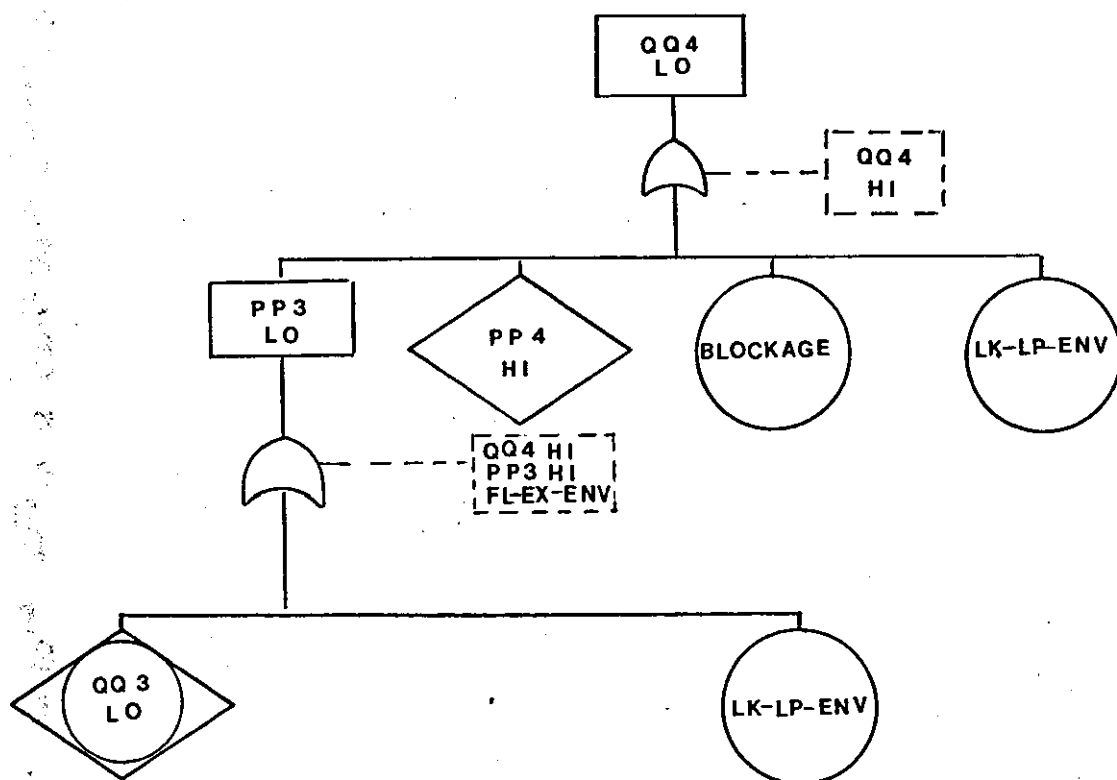 QQ4
LO
QQ4
HI
PP3
LO
PP4
HI
BLOCKAGE
LK-LP-ENV
QQ4 HI
PP3 HI
FL-EX-ENV
QQ3
LO
LK-LP-ENV